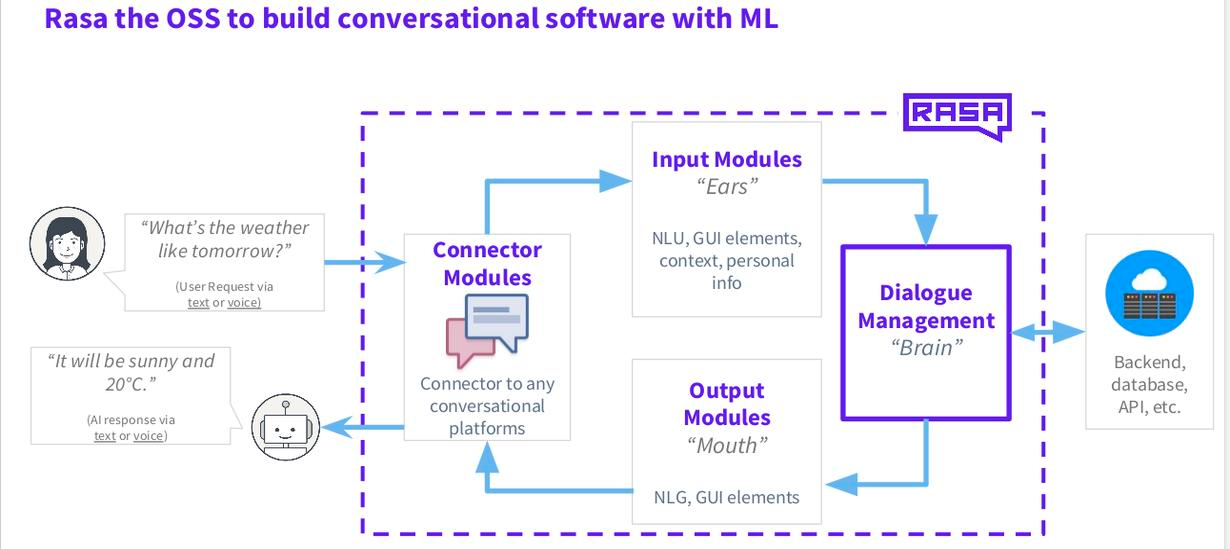 Rasa the OSS to build conversational software with ML
RASA
“What’s the weather
like tomorrow?”
(User Request via
text or voice)
“It will be sunny and
20°C.”
(AI response via
text or voice)
Connector
Modules
Connector to any
conversational
platforms
Input Modules
“Ears”
NLU, GUI elements,
context, personal
info
Output
Modules
“Mouth”
NLG, GUI elements
Dialogue
Management
“Brain”
Backend,
database,
API, etc.